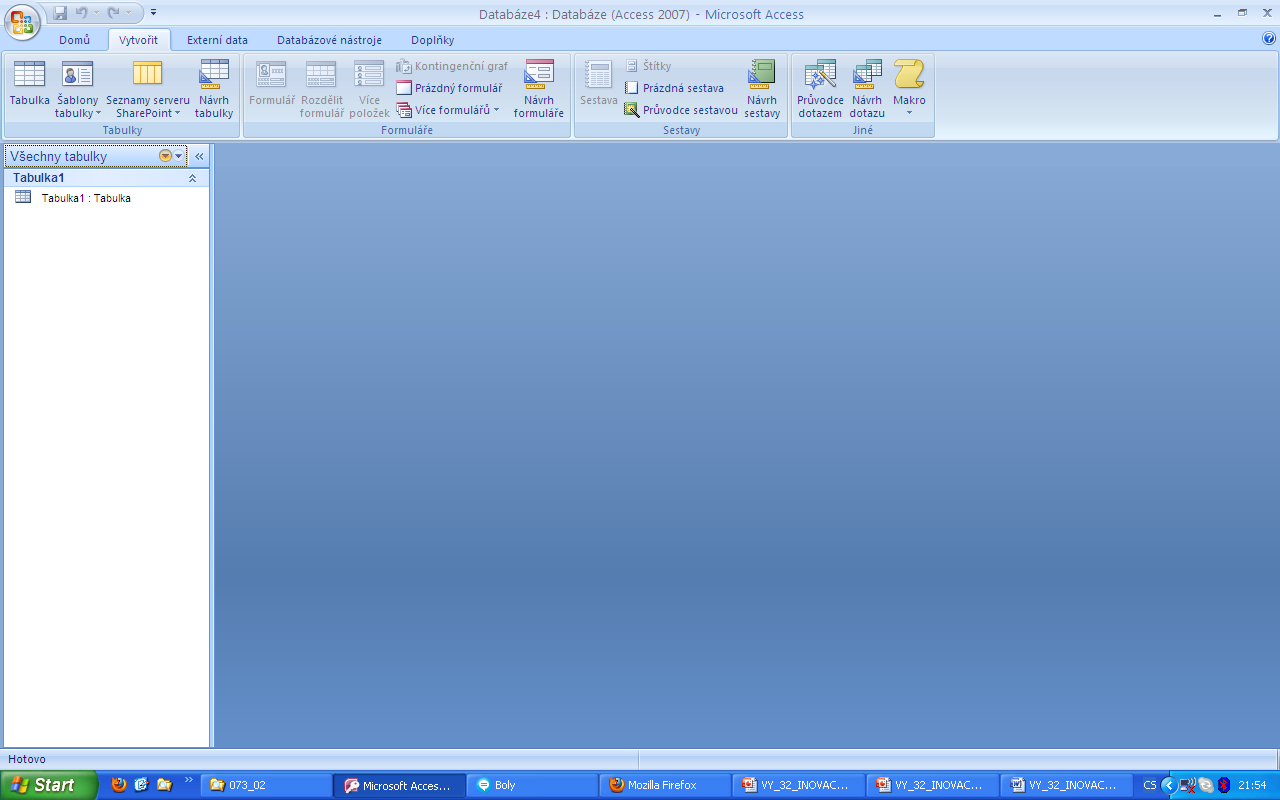 Databáze4 : Databáze (Access 2007) - Microsoft Access
Domů Vytvořit Externí data Databázové nástroje Doplňky
Tabulka
Šablony tabulky
Seznamy serveru SharePoint
Návrh tabulky
Tabulky
Formulář
Rozdělit formulář
Více položek
Kontingenční graf
Prázdný formulář
Více formulářů
Návrh formuláře
Formuláře
Sestava
Štítky
Prázdná sestava
Průvodce sestavou
Návrh sestavy
Sestavy
Průvodce dotazem
Návrh dotazu
Makro
Jiné
Všechny tabulky
Tabulka1
Tabulka1 : Tabulka
Hotovo
Start 073_02 Microsoft Acces... Boly Mozilla Firefox VY_32_INOVAC... VY_32_INOVAC... VY_32_INOVAC... CS 21:54